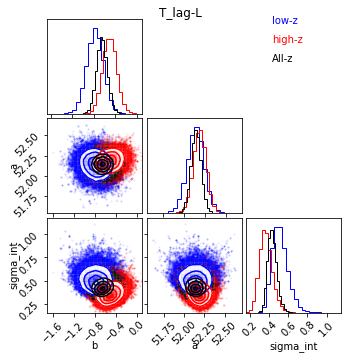 T_lag-L
low-z
high-z
All-z
a
52.50
52.25
52.00
51.75
sigma_int
1.00
0.75
0.50
0.25
−1.6 −1.2 −0.8 −0.4 0.0
b
51.75 52.00 52.25 52.50
a
0.2 0.4 0.6 0.8 1.0
sigma_int